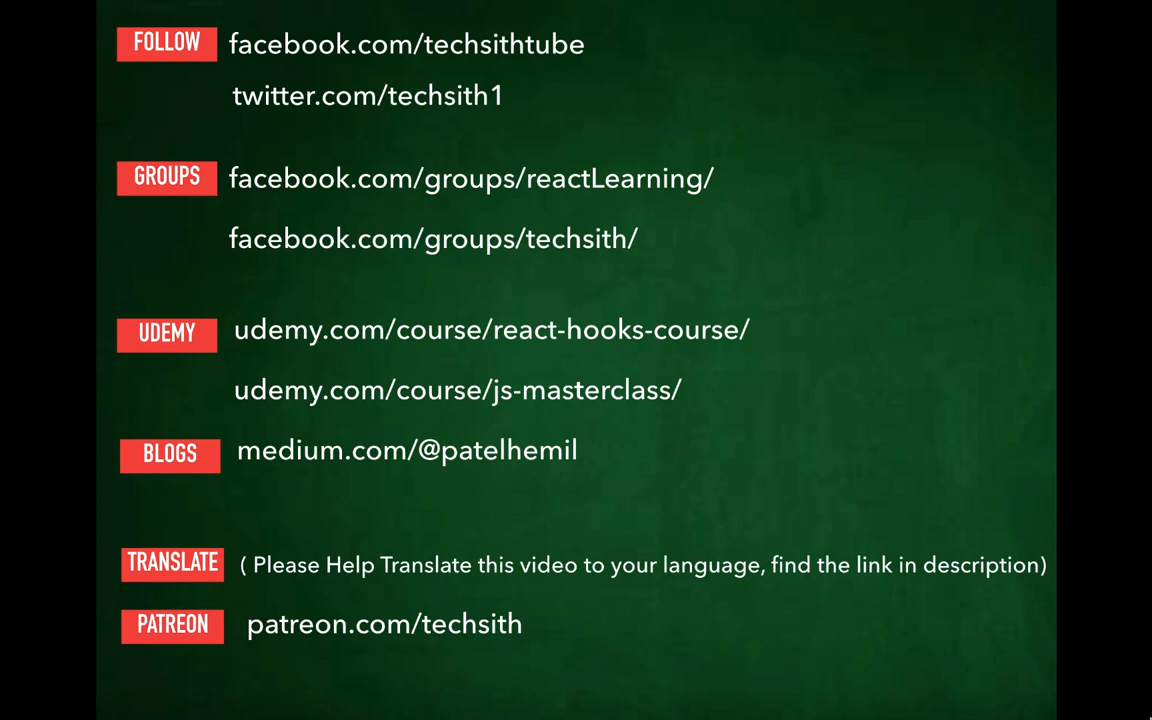 FOLLOW facebook.com/techsithtube
twitter.com/techsith1
GROUPS facebook.com/groups/reactLearning/
facebook.com/groups/techsith/
UDEMY udemy.com/course/react-hooks-course/
udemy.com/course/js-masterclass/
BLOGS medium.com/@patelhemil
TRANSLATE ( Please Help Translate this video to your language, find the link in description)
PATREON patreon.com/techsith